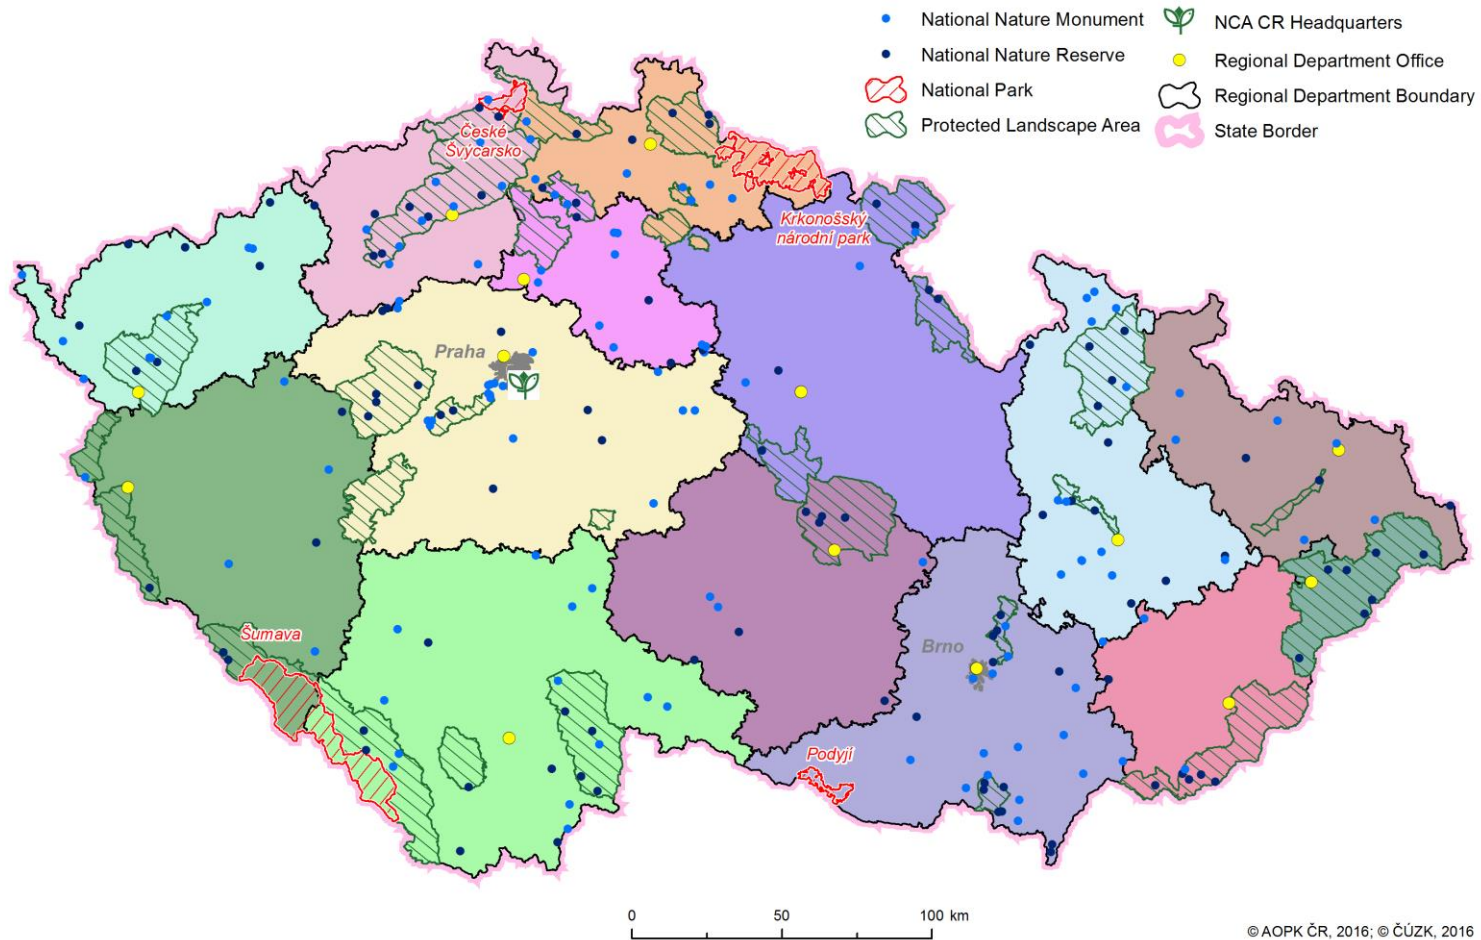 National Nature Monument
National Nature Reserve
National Park
Protected Landscape Area
NCA CR Headquarters
Regional Department Office
Regional Department Boundary
State Border
České
Švýcarsko
Krkonošský
národní park
Praha
Šumava
Brno
Podyjí
0 50 100 km
© AOPK ČR, 2016; © ČÚZK, 2016